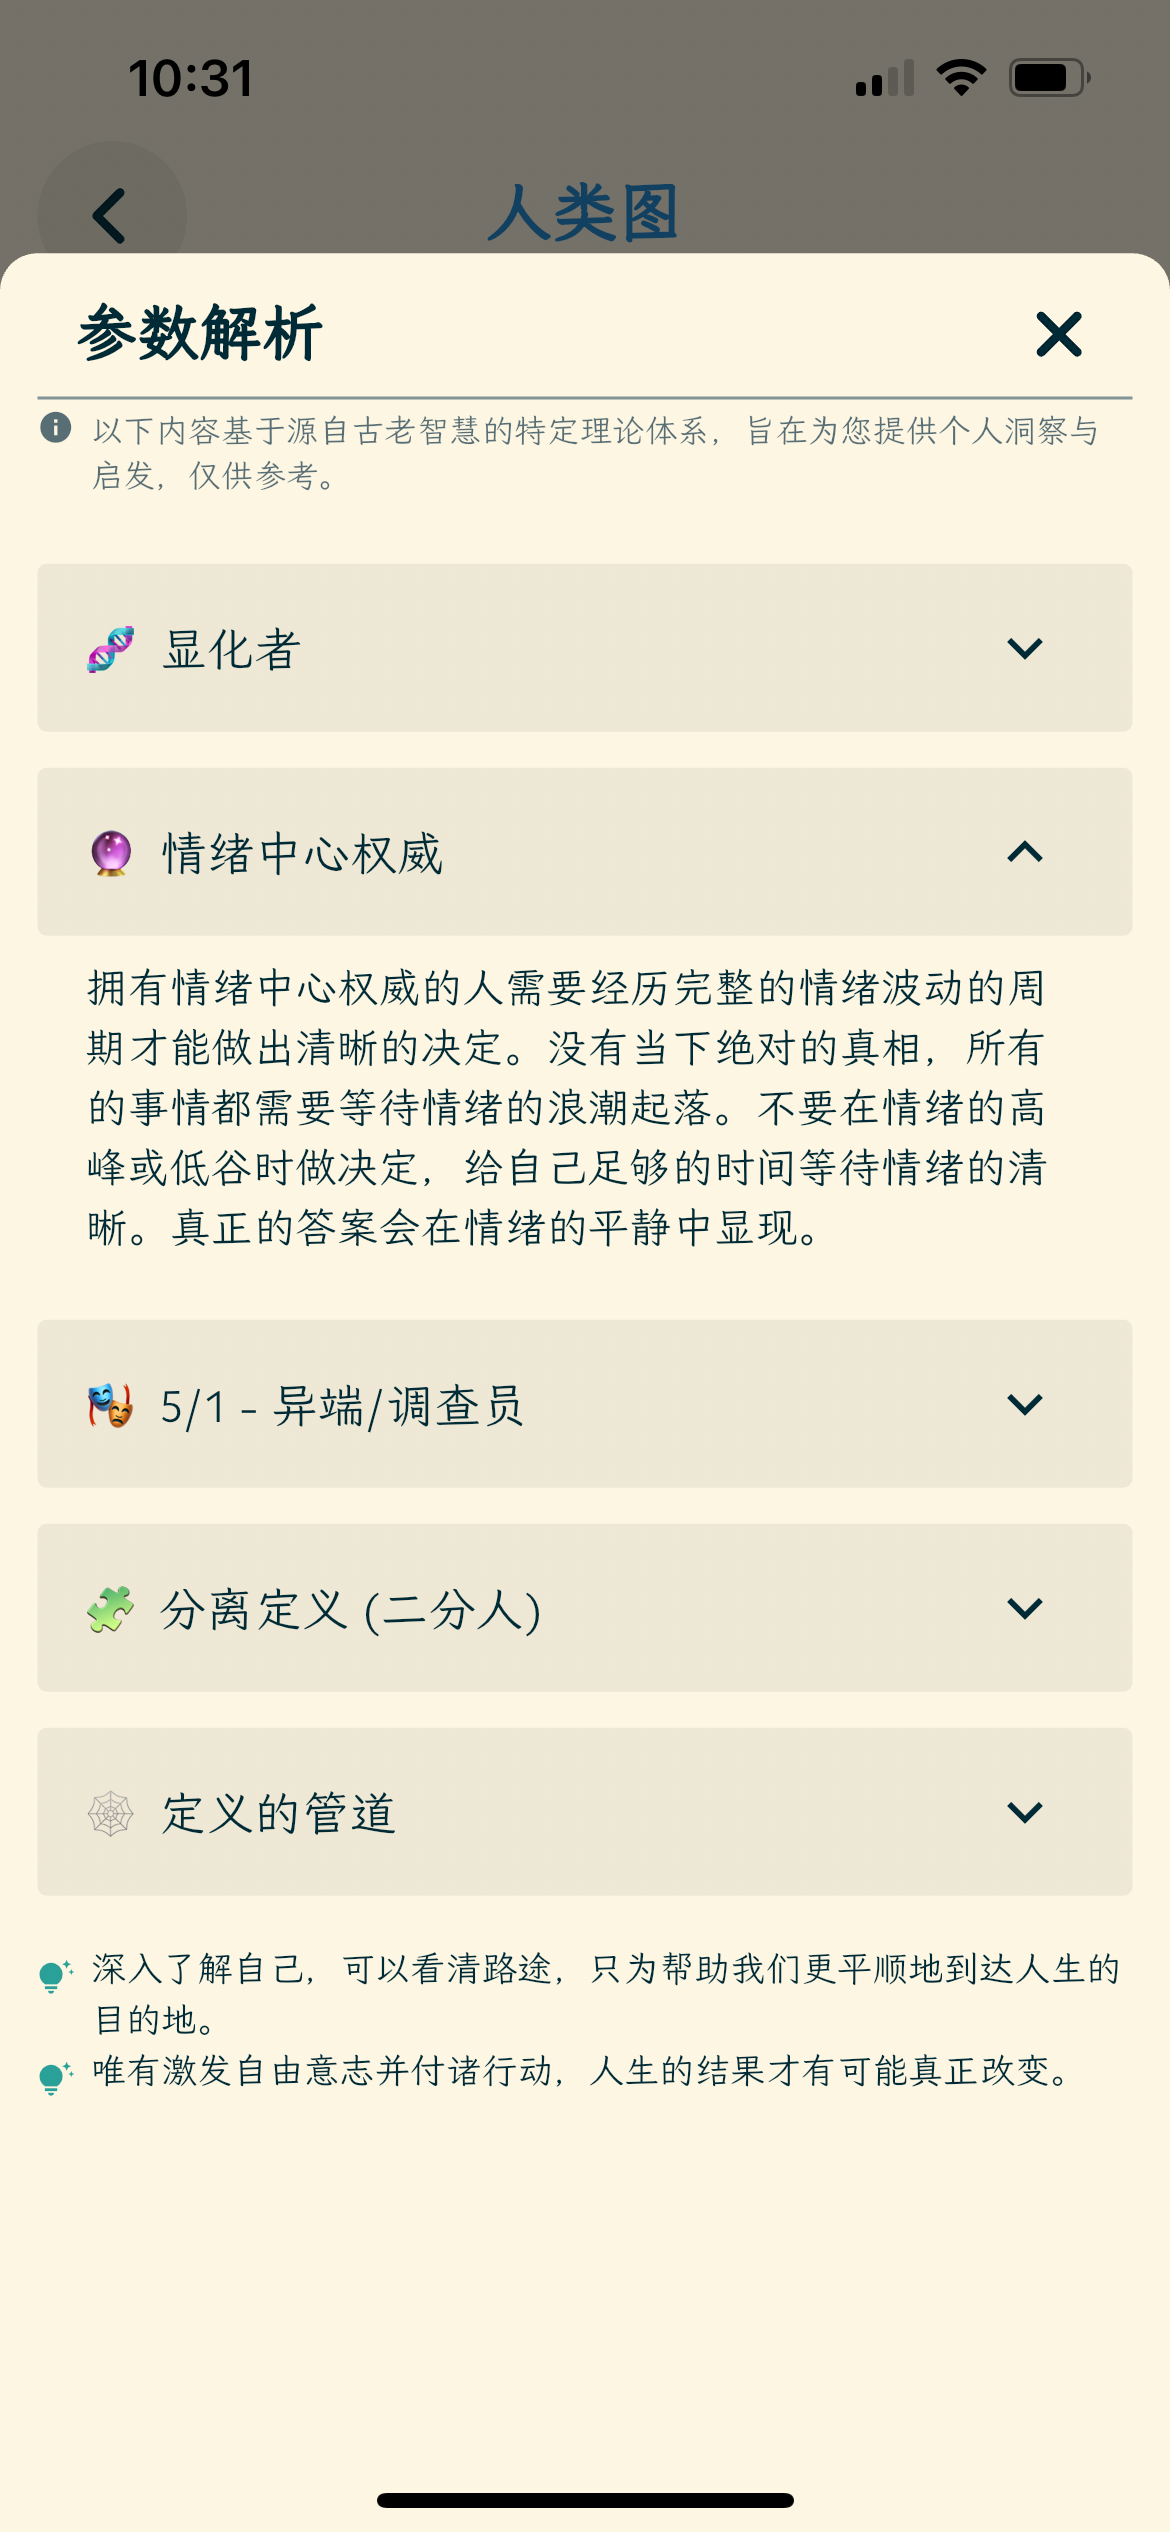 10:31
人类图
参数解析
以下内容基于源自古老智慧的特定理论体系，旨在为您提供个人洞察与
启发，仅供参考。
显化者
情绪中心权威
拥有情绪中心权威的人需要经历完整的情绪波动的周
期才能做出清晰的决定。没有当下绝对的真相，所有
的事情都需要等待情绪的浪潮起落。不要在情绪的高
峰或低谷时做决定，给自己足够的时间等待情绪的清
晰。真正的答案会在情绪的平静中显现。
5/1 - 异端/调查员
分离定义 (二分人)
定义的管道
深入了解自己，可以看清路途，只为帮助我们更平顺地到达人生的
目的地。
唯有激发自由意志并付诸行动，人生的结果才有可能真正改变。